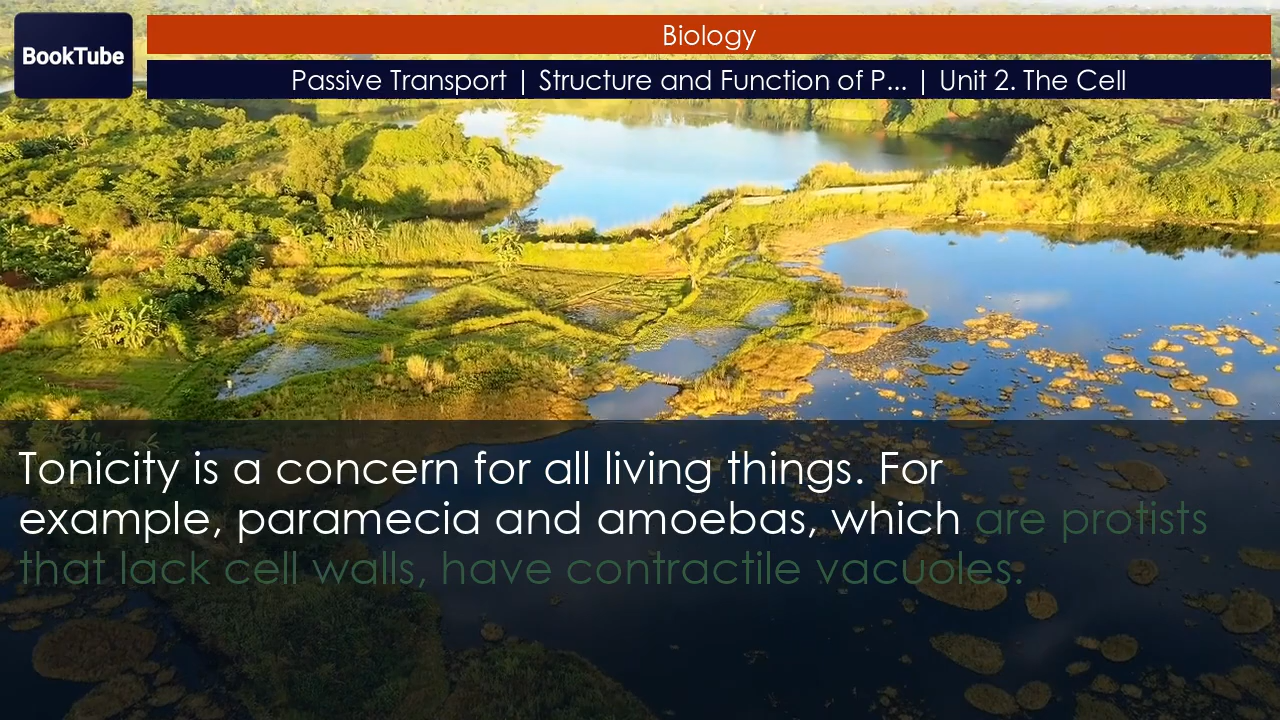 BookTube
Biology
Passive Transport | Structure and Function of P... | Unit 2. The Cell
Tonicity is a concern for all living things. For
example, paramecia and amoebas, which are protists
that lack cell walls, have contractile vacuoles.